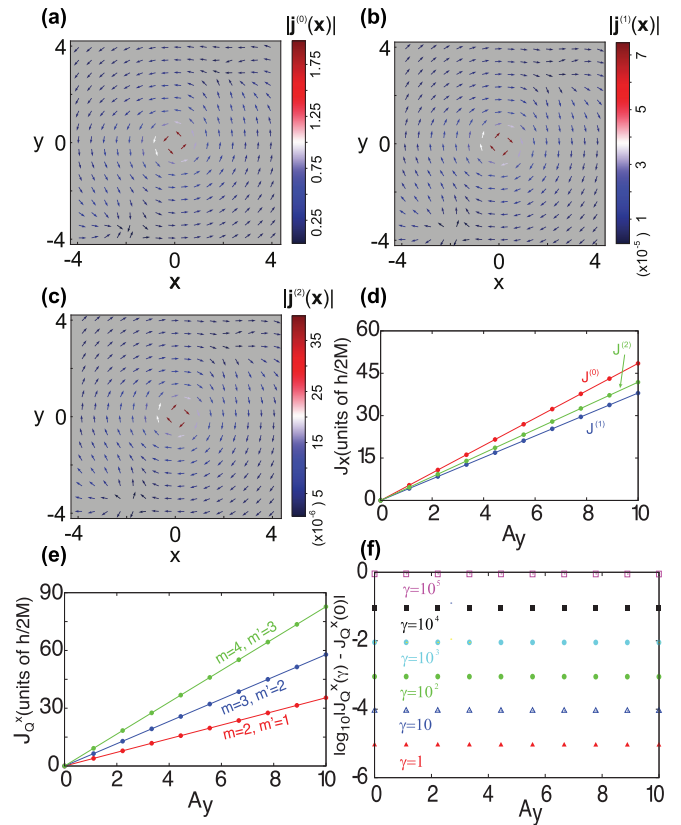 (a)
|j⁽⁰⁾(x)|
4
y 0
-4
-4 0 4
x
1.75
1.25
0.75
0.25
(b)
|j⁽¹⁾(x)|
4
y 0
-4
-4 0 4
x
7
5
3
1
(x10⁻⁵)
(c)
|j⁽²⁾(x)|
4
y 0
-4
-4 0 4
x
35
25
15
5
(x10⁻⁶)
(d)
Jx(units of h/2M)
60
45
30
15
0
0 2 4 6 8 10
Ay
J⁽⁰⁾
J⁽²⁾
J⁽¹⁾
(e)
J_Q^x(units of h/2M)
90
60
30
0
0 2 4 6 8 10
Ay
m=4, m'=3
m=3, m'=2
m=2, m'=1
(f)
log₁₀|J_Q^x(γ) - J_Q^x(0)|
0
-2
-4
-6
0 2 4 6 8 10
Ay
γ=10⁵
γ=10⁴
γ=10³
γ=10²
γ=10
γ=1